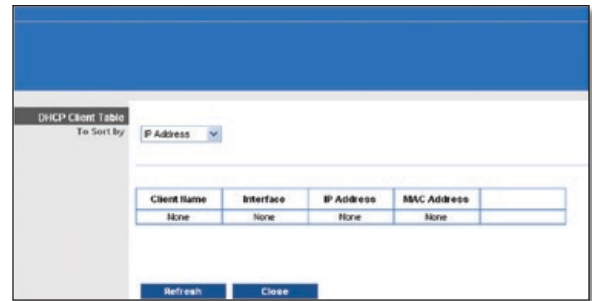 DHCP Client Table
To Sort by
IP Address
Client Name Interface IP Address MAC Address
None None None None
Refresh Close